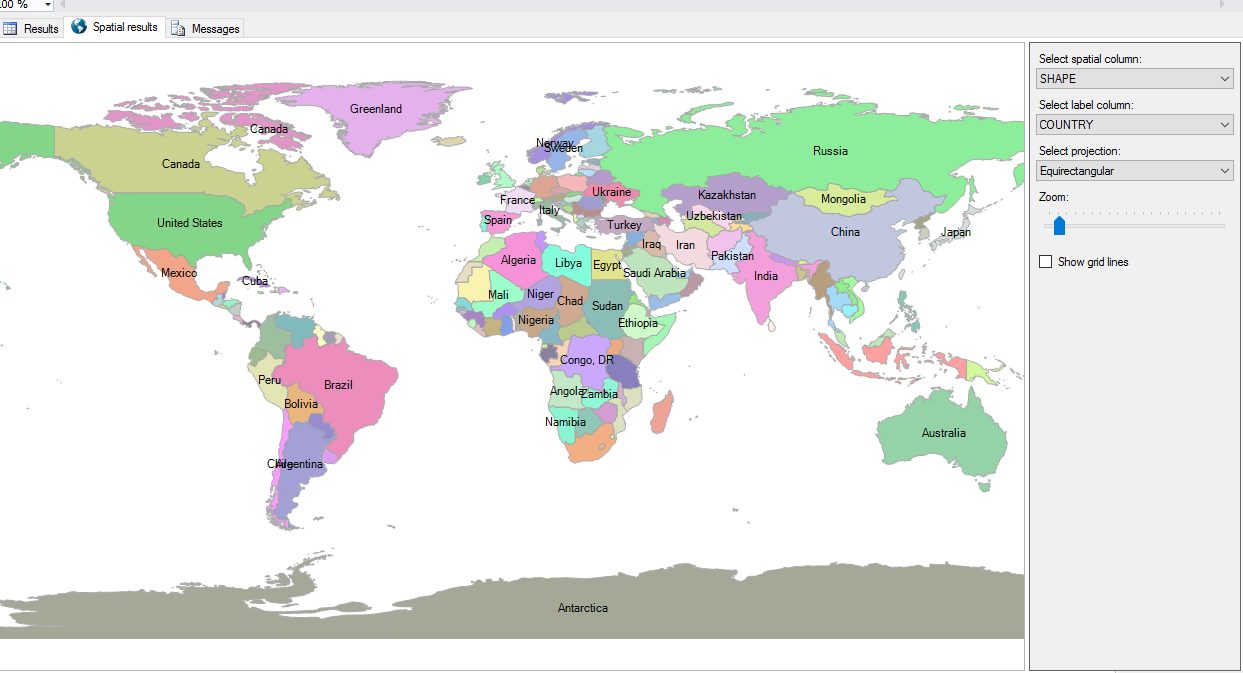 .00 %
Results
Spatial results
Messages
Select spatial column:
SHAPE
Select label column:
COUNTRY
Select projection:
Equirectangular
Zoom:
Show grid lines
Greenland
Canada
Canada
Norway
Sweden
Russia
United States
France
Ukraine
Kazakhstan
Mongolia
Italy
Uzbekistan
Spain
Turkey
China
Japan
Iraq
Iran
Pakistan
Mexico
Cuba
Algeria
Libya
Egypt
Saudi Arabia
India
Mali
Niger
Chad
Sudan
Nigeria
Ethiopia
Congo, DR
Peru
Brazil
Bolivia
Angola
Zambia
Namibia
Australia
Chile
Argentina
Antarctica